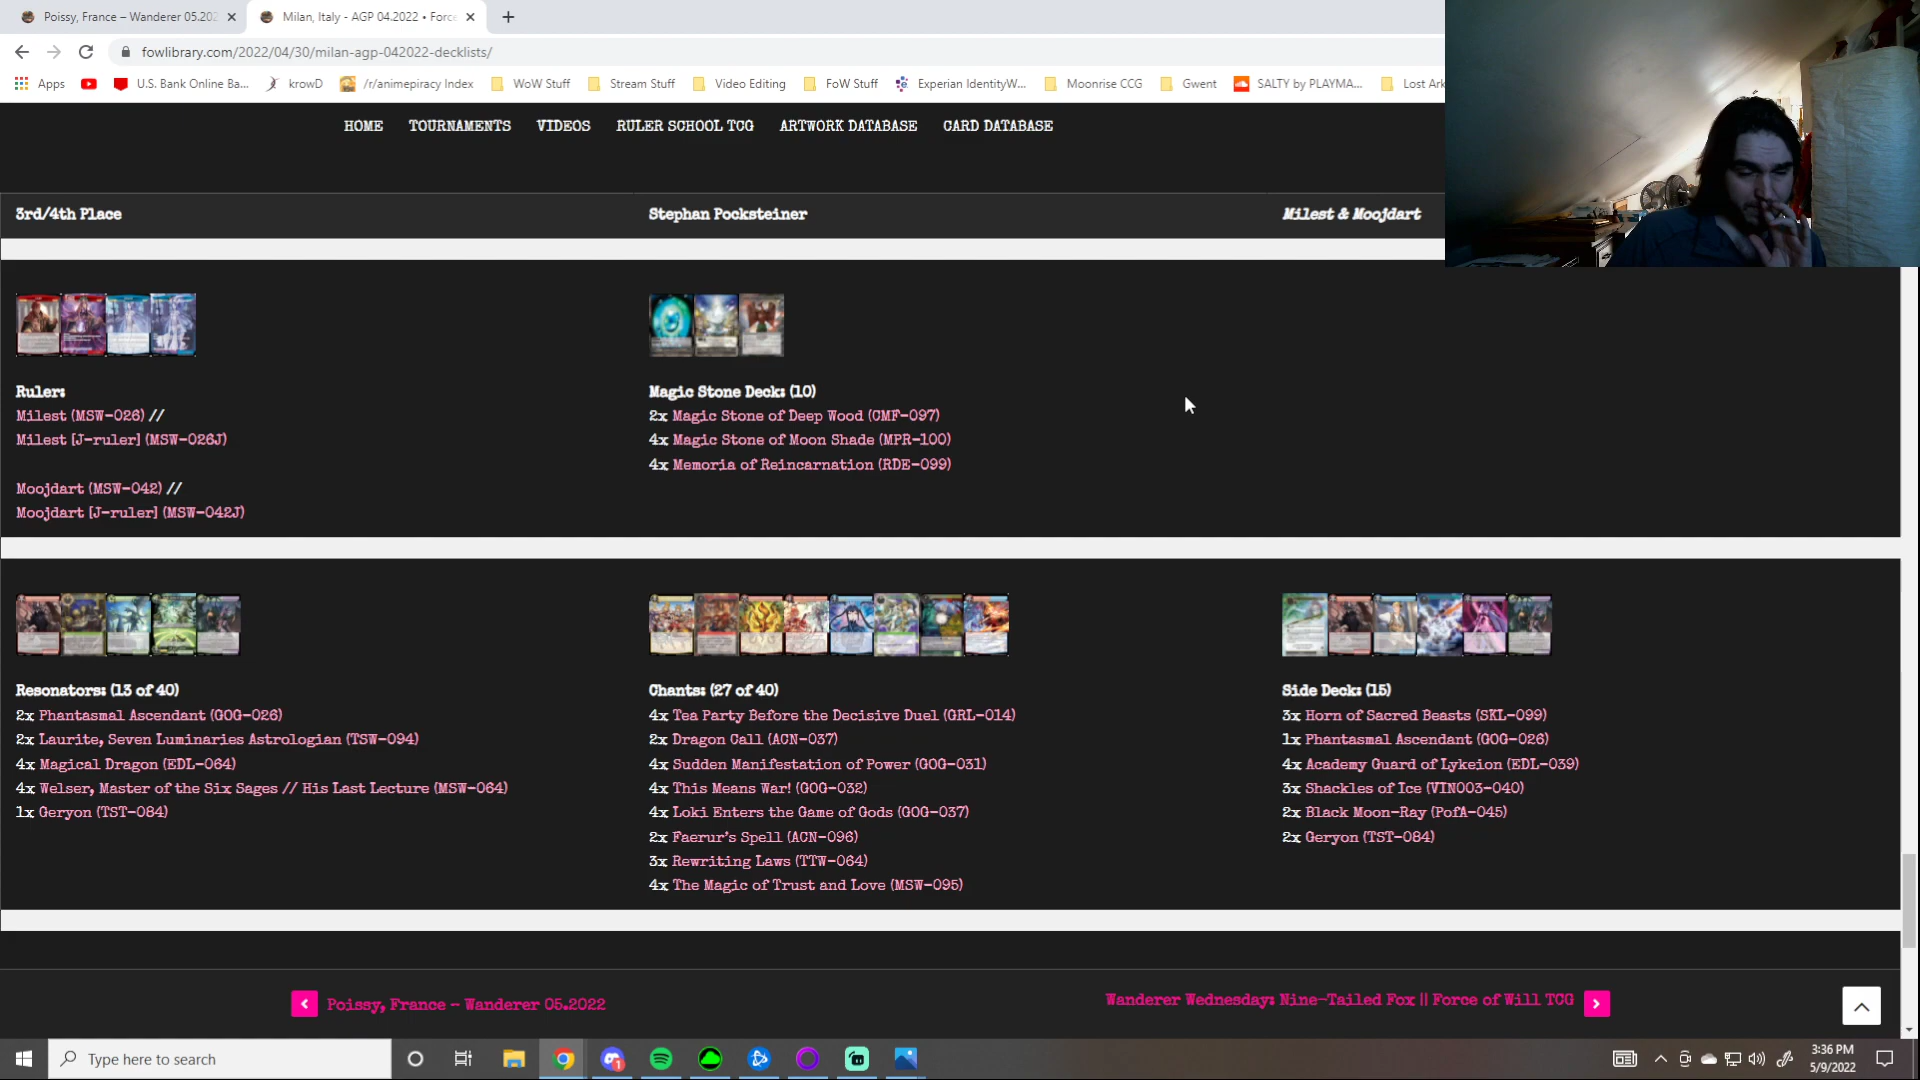 Poissy, France – Wanderer 05.202
Milan, Italy - AGP 04.2022 • Force
fowlibrary.com/2022/04/30/milan-agp-042022-decklists/
Apps
U.S. Bank Online Ba...
krowD
/r/animepiracy Index
WoW Stuff
Stream Stuff
Video Editing
FoW Stuff
Experian IdentityW...
Moonrise CCG
Gwent
SALTY by PLAYMA...
Lost Ark
HOME TOURNAMENTS VIDEOS RULER SCHOOL TCG ARTWORK DATABASE CARD DATABASE
3rd/4th Place
Stephan Pocksteiner
Milest & Moojdart
Ruler:
Milest (MSW-026) //
Milest [J-ruler] (MSW-026J)
Moojdart (MSW-042) //
Moojdart [J-ruler] (MSW-042J)
Magic Stone Deck: (10)
2x Magic Stone of Deep Wood (CMF-097)
4x Magic Stone of Moon Shade (MPR-100)
4x Memoria of Reincarnation (RDE-099)
Resonators: (13 of 40)
2x Phantasmal Ascendant (GOG-026)
2x Laurite, Seven Luminaries Astrologian (TSW-094)
4x Magical Dragon (EDL-064)
4x Welser, Master of the Six Sages // His Last Lecture (MSW-064)
1x Geryon (TST-084)
Chants: (27 of 40)
4x Tea Party Before the Decisive Duel (GRL-014)
2x Dragon Call (ACN-037)
4x Sudden Manifestation of Power (GOG-031)
4x This Means War! (GOG-032)
4x Loki Enters the Game of Gods (GOG-037)
2x Faerur's Spell (ACN-096)
3x Rewriting Laws (TTW-064)
4x The Magic of Trust and Love (MSW-095)
Side Deck: (15)
3x Horn of Sacred Beasts (SKL-099)
1x Phantasmal Ascendant (GOG-026)
4x Academy Guard of Lykeion (EDL-039)
3x Shackles of Ice (VIN003-040)
2x Black Moon-Ray (PofA-045)
2x Geryon (TST-084)
Poissy, France – Wanderer 05.2022
Wanderer Wednesday: Nine-Tailed Fox || Force of Will TCG
Type here to search
3:36 PM
5/9/2022